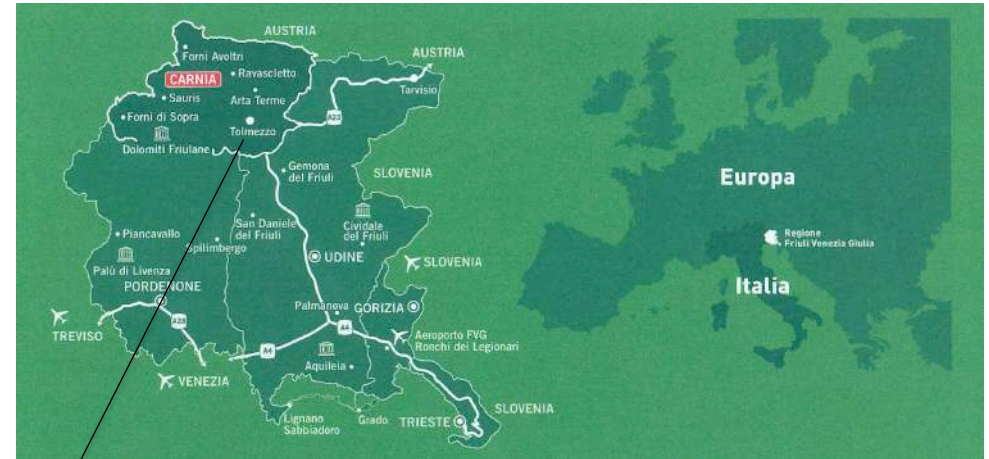 AUSTRIA
Forni Avoltri
AUSTRIA
Ravascletto
CARNIA
Tarvisio
Sauris
Arta Terme
Forni di Sopra
A23
Tolmezzo
Dolomiti Friulane
Gemona
del Friuli
SLOVENIA
San Daniele
del Friuli
Cividale
del Friuli
Piancavallo
Spilimbergo
UDINE
SLOVENIA
Palù di Livenza
PORDENONE
Palmanova
GORIZIA
A28
A4
TREVISO
Aeroporto FVG
Ronchi dei Legionari
A4
Aquileia
VENEZIA
SLOVENIA
Lignano
Sabbiadoro
Grado
TRIESTE
Europa
Regione
Friuli Venezia Giulia
Italia